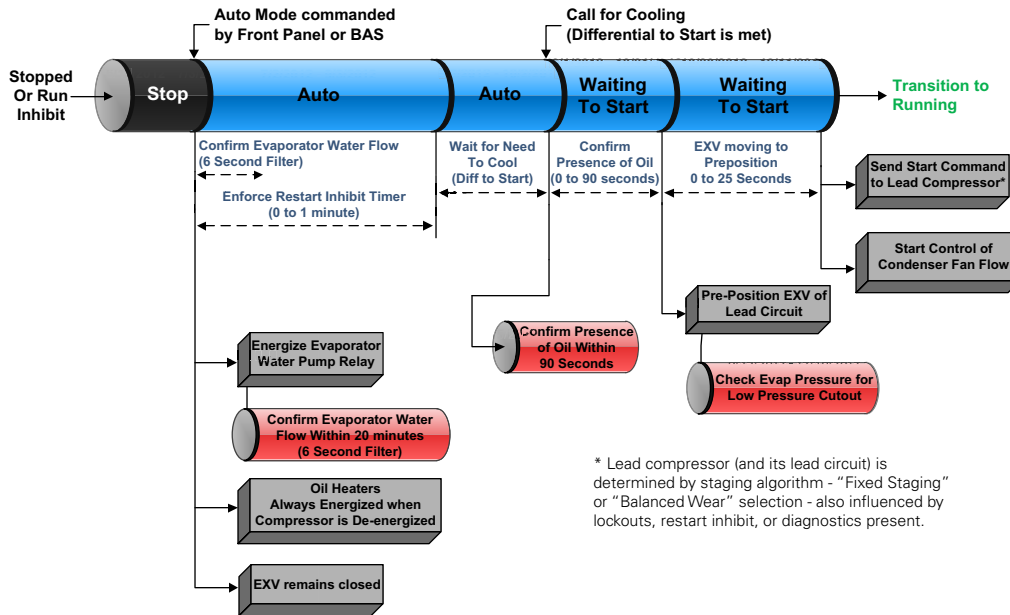 Auto Mode commanded
by Front Panel or BAS
Call for Cooling
(Differential to Start is met)
Stopped
Or Run
Inhibit
Stop
Auto
Auto
Waiting
To Start
Waiting
To Start
Transition to
Running
Confirm Evaporator Water Flow
(6 Second Filter)
Enforce Restart Inhibit Timer
(0 to 1 minute)
Wait for Need
To Cool
(Diff to Start)
Confirm
Presence of Oil
(0 to 90 seconds)
EXV moving to
Preposition
0 to 25 Seconds
Send Start Command
to Lead Compressor*
Start Control of
Condenser Fan Flow
Pre-Position EXV of
Lead Circuit
Confirm Presence
of Oil Within
90 Seconds
Check Evap Pressure for
Low Pressure Cutout
Energize Evaporator
Water Pump Relay
Confirm Evaporator Water
Flow Within 20 minutes
(6 Second Filter)
Oil Heaters
Always Energized when
Compressor is De-energized
EXV remains closed
* Lead compressor (and its lead circuit) is
determined by staging algorithm - “Fixed Staging”
or “Balanced Wear” selection - also influenced by
lockouts, restart inhibit, or diagnostics present.